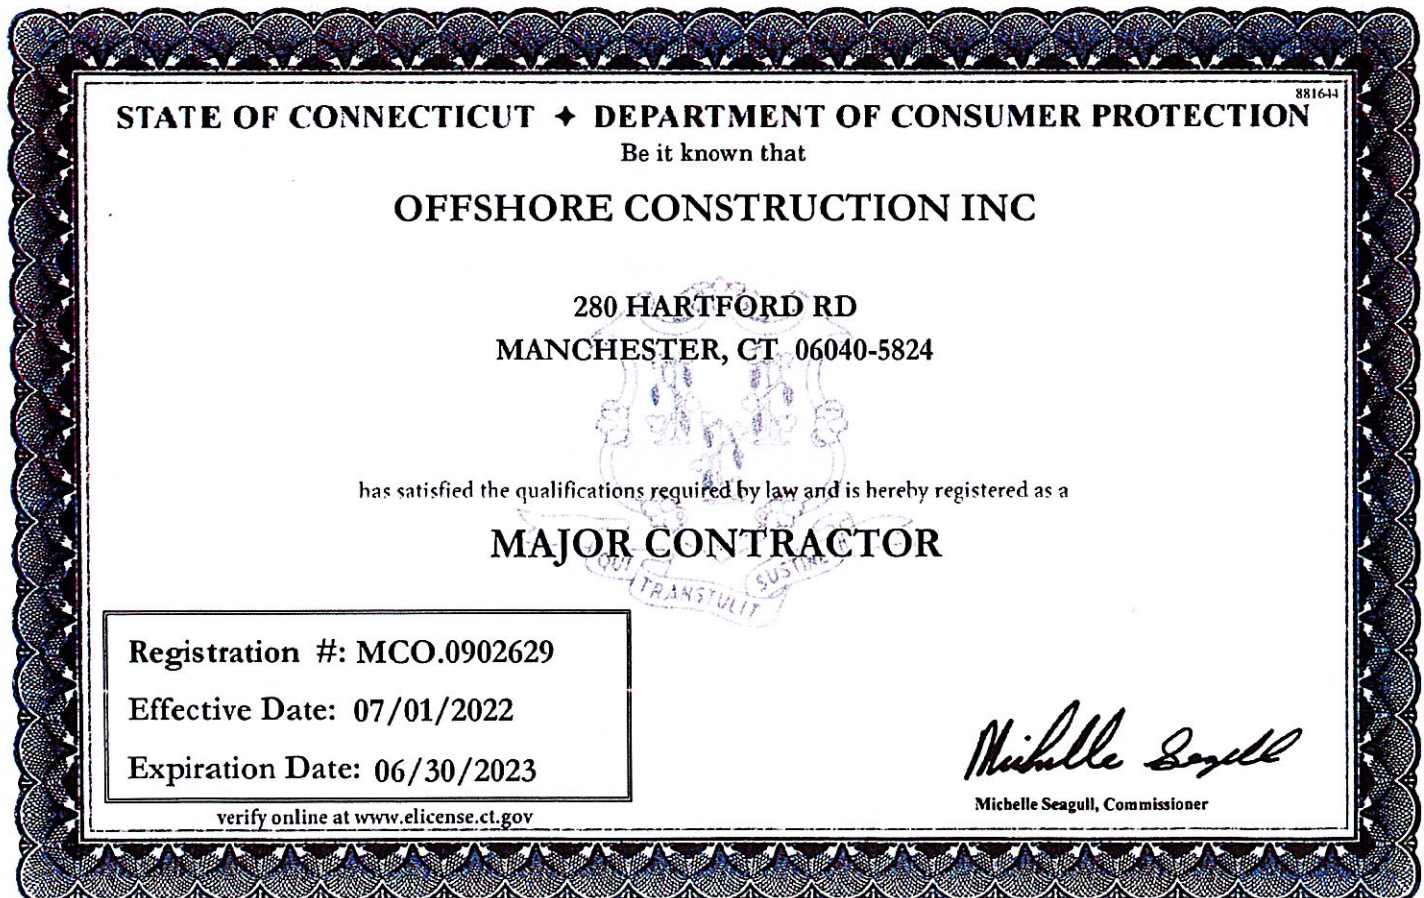 881644
STATE OF CONNECTICUT ✦ DEPARTMENT OF CONSUMER PROTECTION
Be it known that
OFFSHORE CONSTRUCTION INC
280 HARTFORD RD
MANCHESTER, CT 06040-5824
has satisfied the qualifications required by law and is hereby registered as a
MAJOR CONTRACTOR
QUI TRANSTULIT SUSTINET
Registration #: MCO.0902629
Effective Date: 07/01/2022
Expiration Date: 06/30/2023
verify online at www.elicense.ct.gov
Michelle Seagull
Michelle Seagull, Commissioner